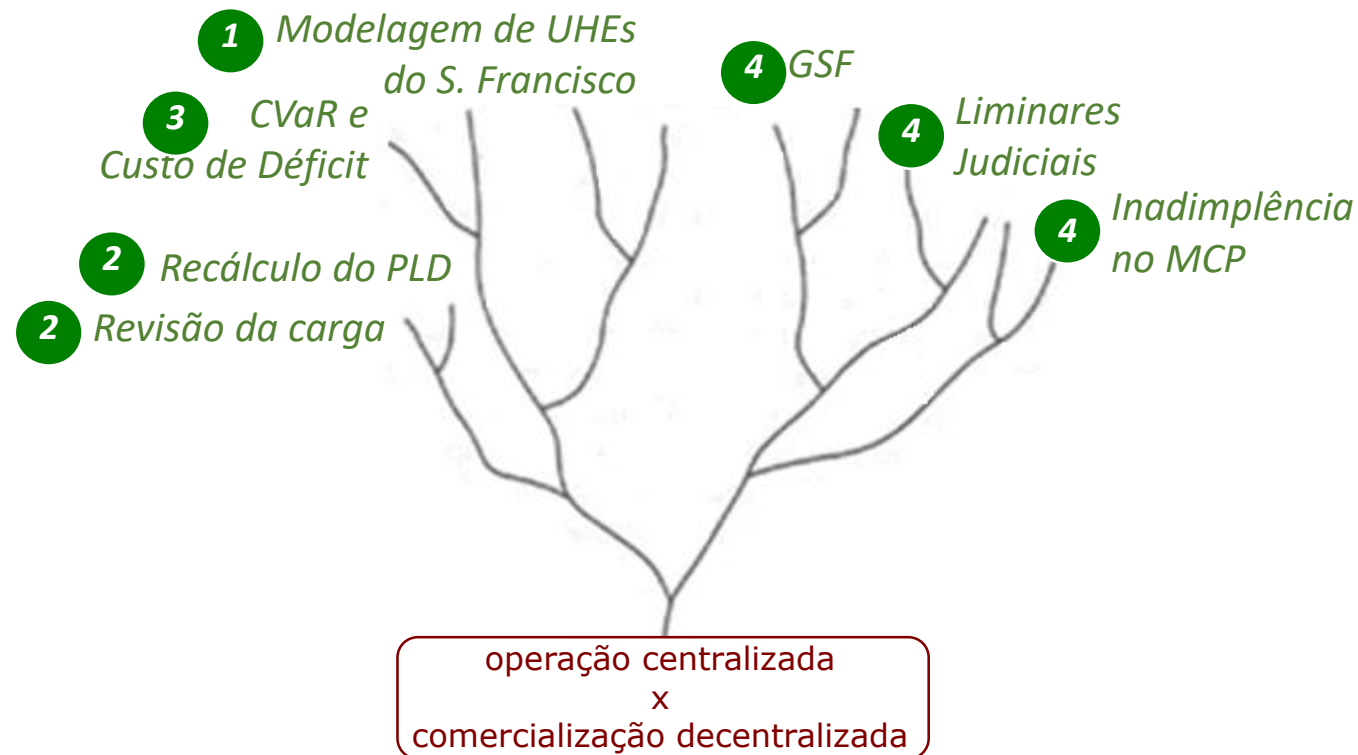 1 Modelagem de UHEs
do S. Francisco
3 CVaR e
Custo de Déficit
2 Recálculo do PLD
2 Revisão da carga
4 GSF
4 Liminares
Judiciais
4 Inadimplência
no MCP
operação centralizada
x
comercialização decentralizada